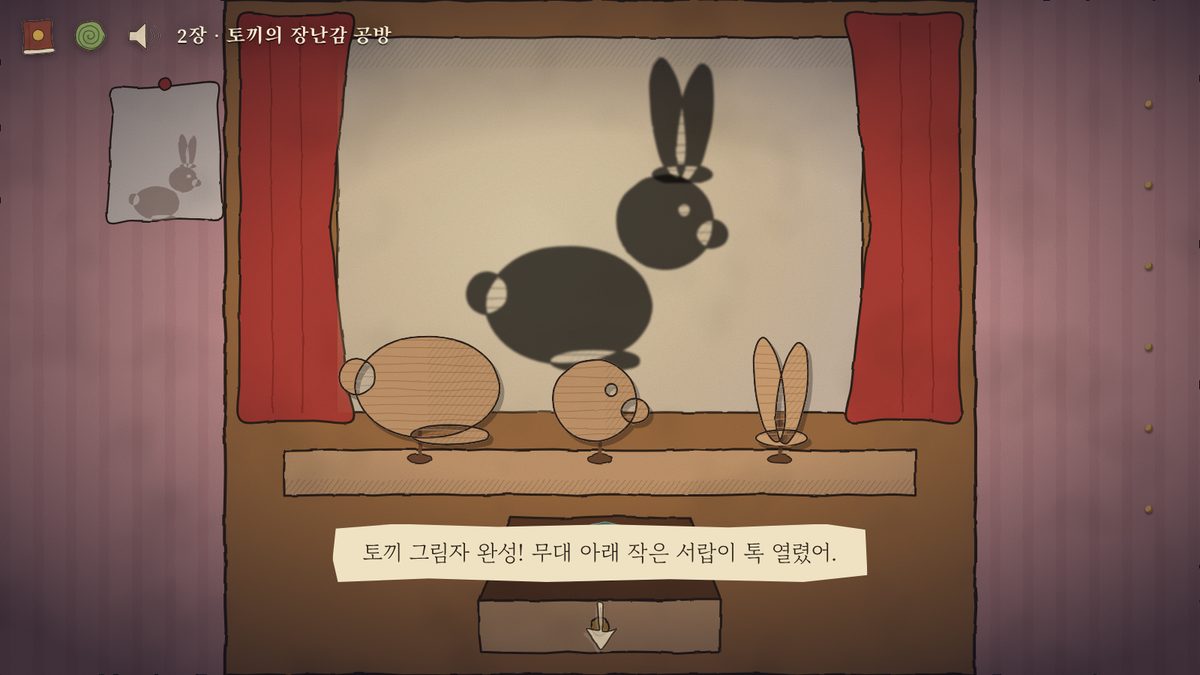 2장 · 토끼의 장난감 공방
토끼 그림자 완성! 무대 아래 작은 서랍이 톡 열렸어.